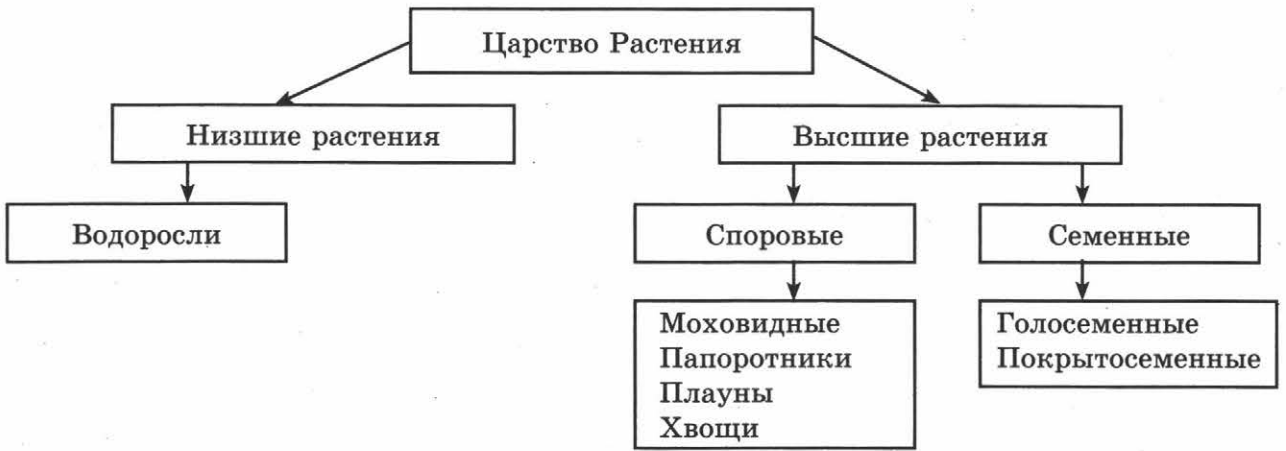 Царство Растения
Низшие растения
Высшие растения
Водоросли
Споровые
Семенные
Моховидные
Папоротники
Плауны
Хвощи
Голосеменные
Покрытосеменные